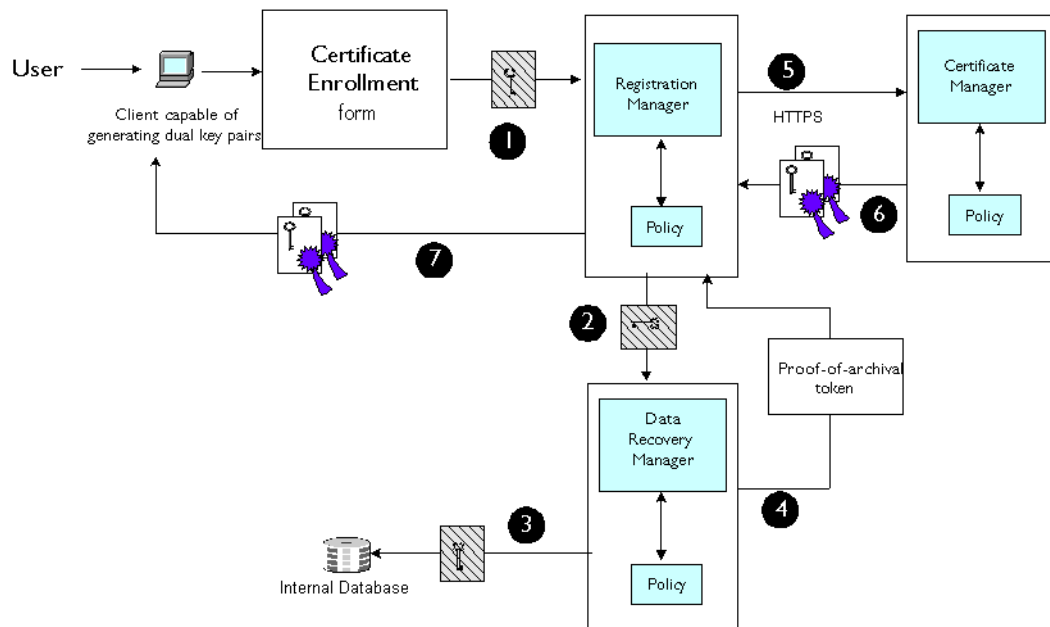 User
Client capable of
generating dual key pairs
Certificate
Enrollment
form
1
Registration
Manager
Policy
5
HTTPS
Certificate
Manager
Policy
6
7
2
Proof-of-archival
token
Data
Recovery
Manager
Policy
4
3
Internal Database